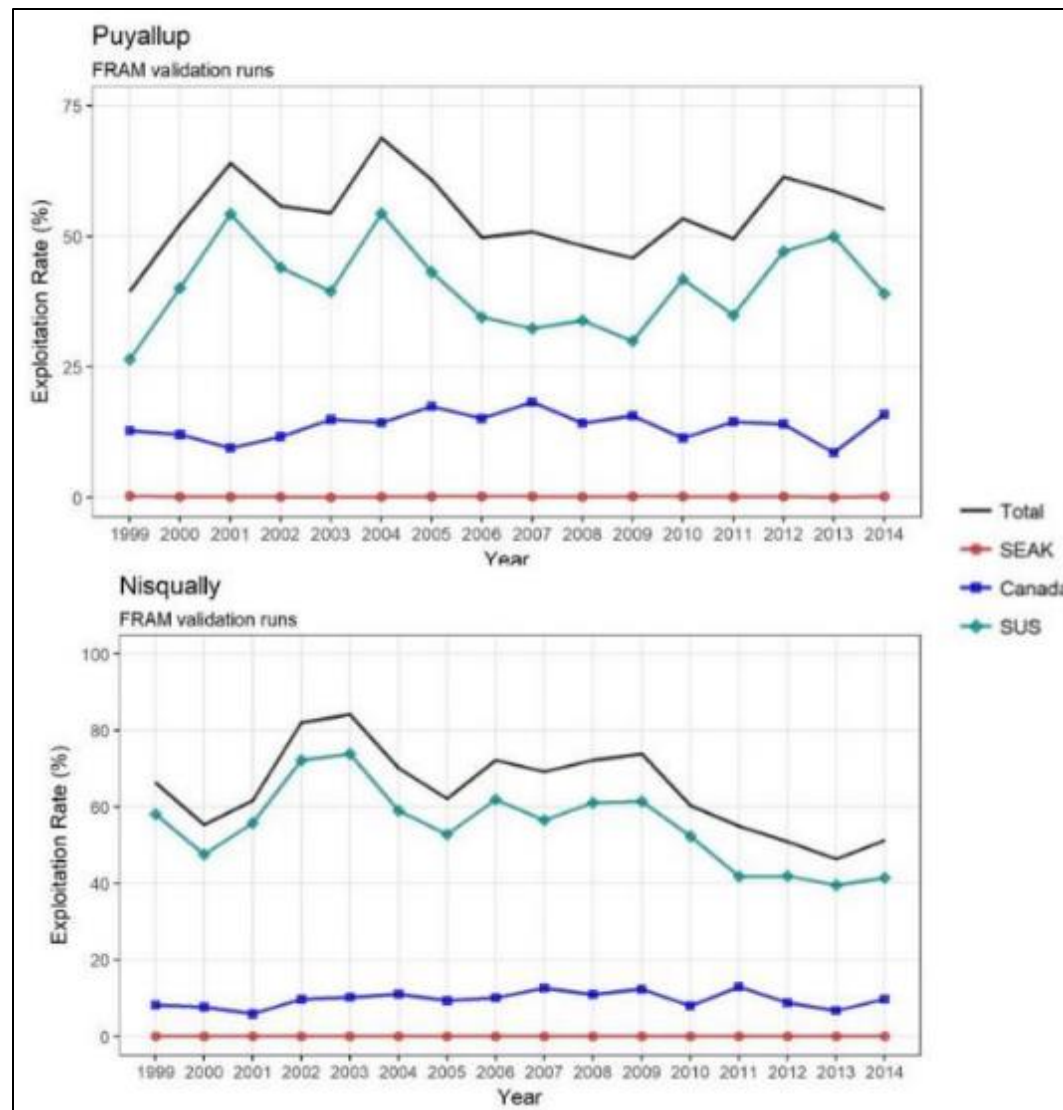 Puyallup
FRAM validation runs
75
50
25
0
Exploitation Rate (%)
1999 2000 2001 2002 2003 2004 2005 2006 2007 2008 2009 2010 2011 2012 2013 2014
Year
Total
SEAK
Canada
SUS
Nisqually
FRAM validation runs
100
80
60
40
20
0
Exploitation Rate (%)
1999 2000 2001 2002 2003 2004 2005 2006 2007 2008 2009 2010 2011 2012 2013 2014
Year